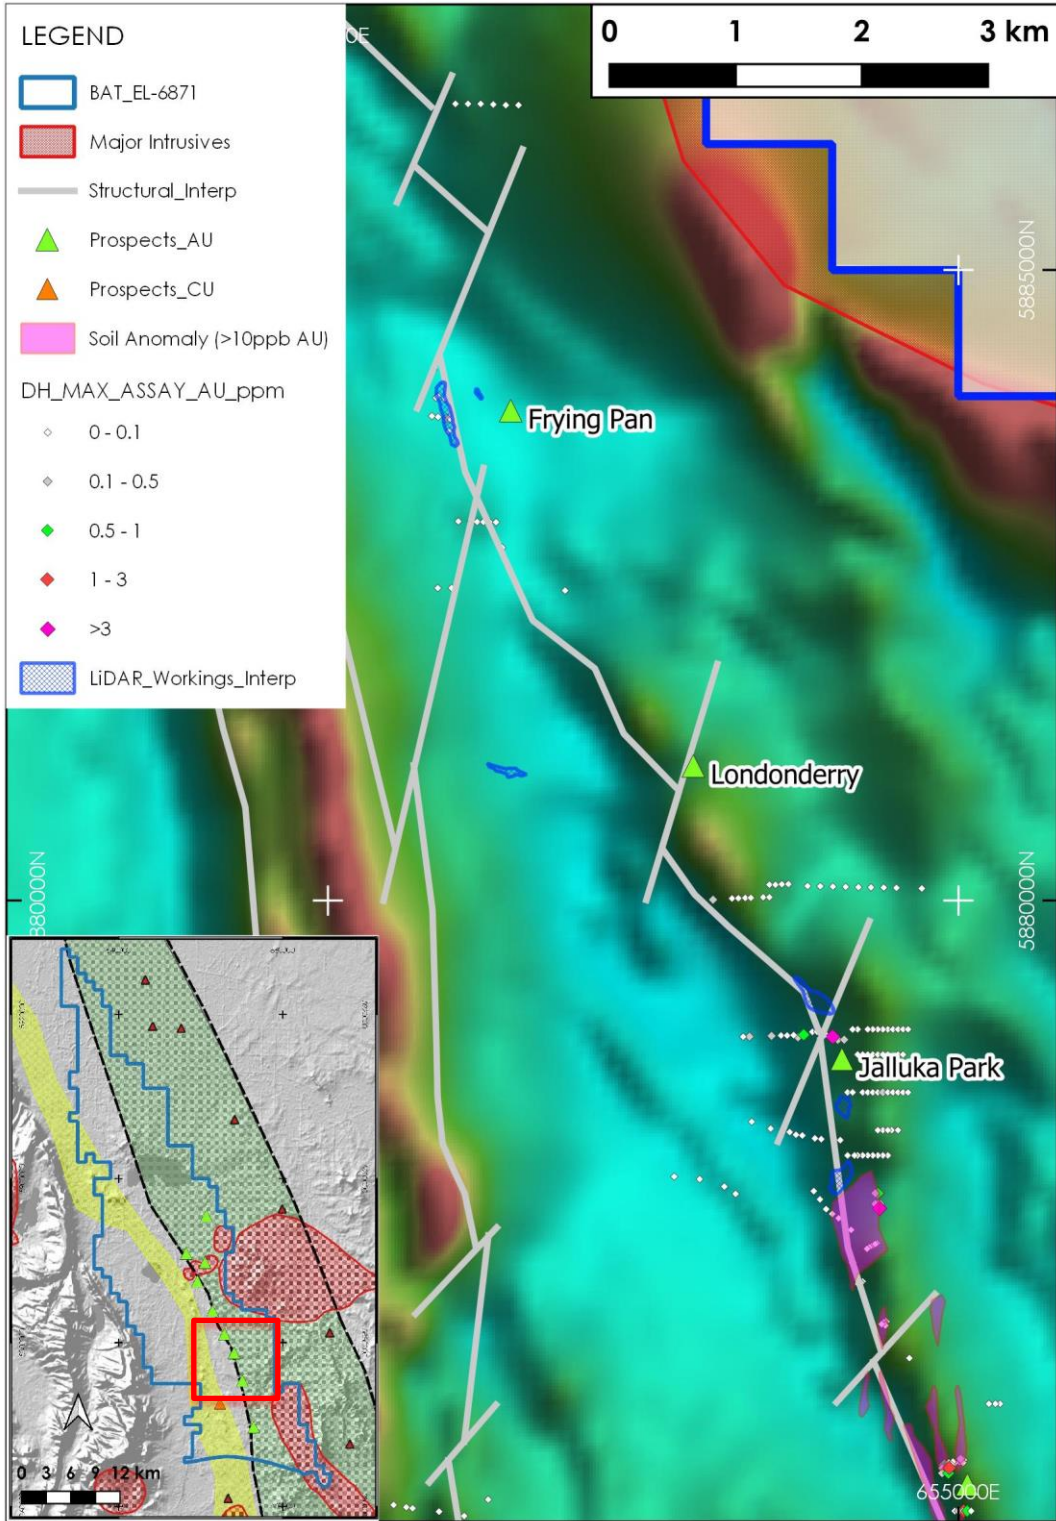 LEGEND
BAT_EL-6871
Major Intrusives
Structural_Interp
Prospects_AU
Prospects_CU
Soil Anomaly (>10ppb AU)
DH_MAX_ASSAY_AU_ppm
0 - 0.1
0.1 - 0.5
0.5 - 1
1 - 3
>3
LiDAR_Workings_Interp
0E
0 1 2 3 km
5885000N
Frying Pan
Londonderry
880000N
5880000N
Jalluka Park
655000E
0 3 6 9 12 km